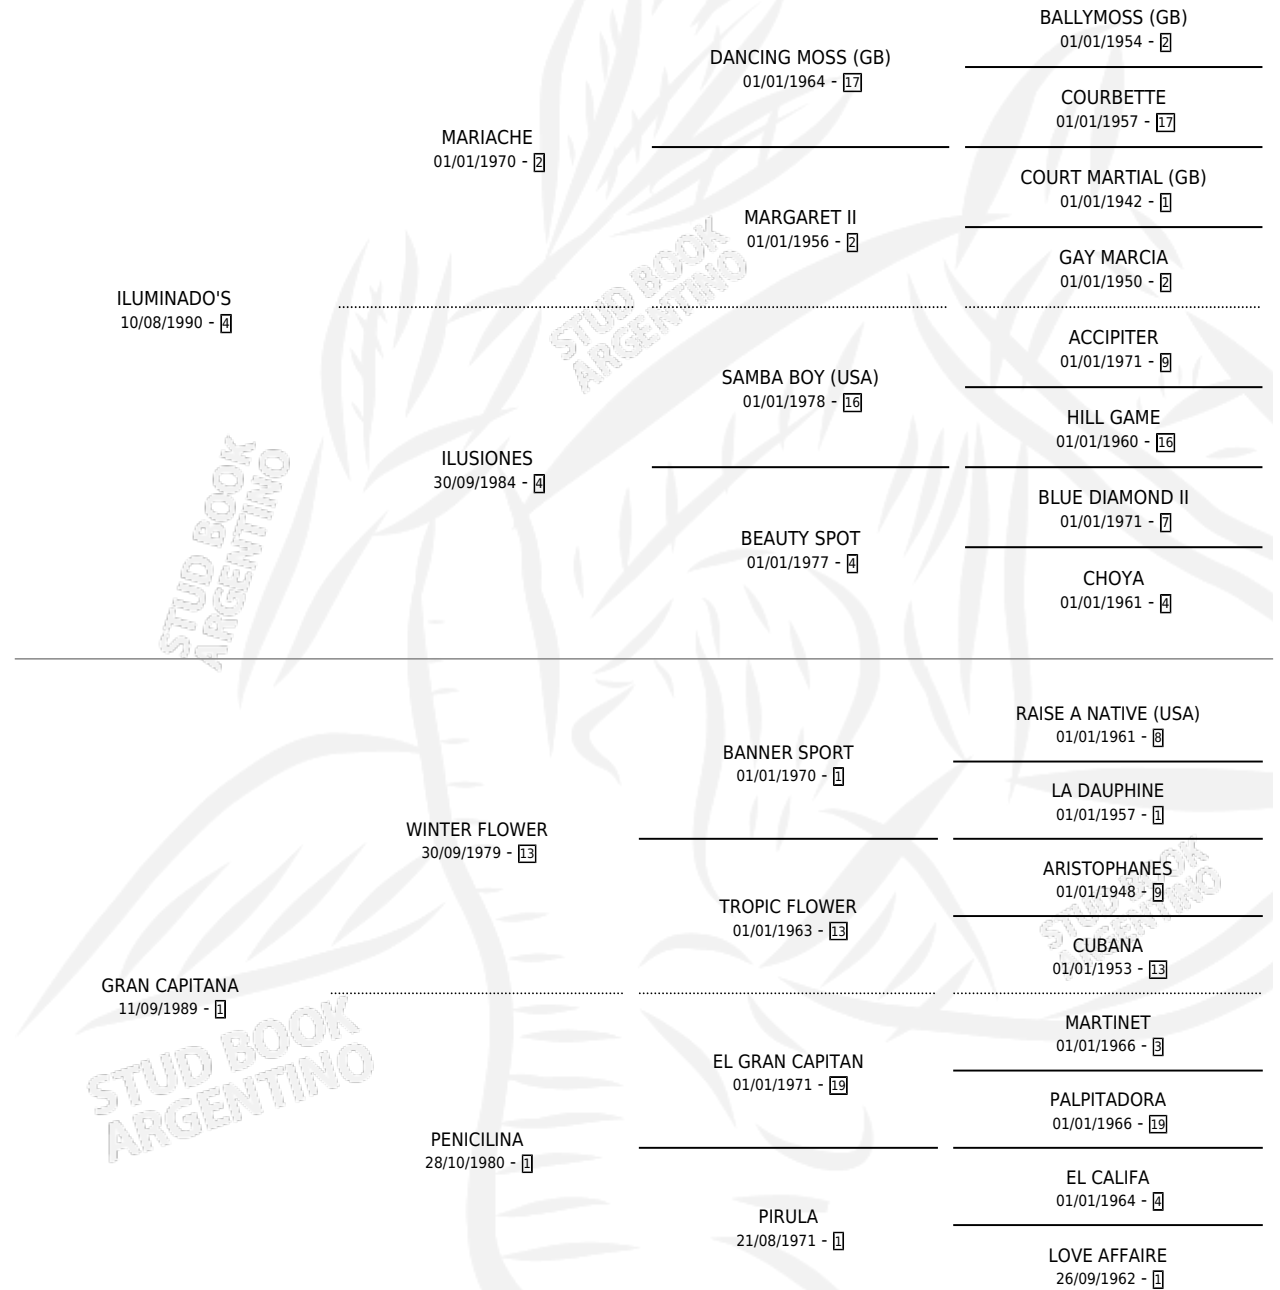 BALLYMOSS (GB)
01/01/1954 - 2
DANCING MOSS (GB)
01/01/1964 - 17
COURBETTE
01/01/1957 - 17
MARIACHE
01/01/1970 - 2
COURT MARTIAL (GB)
01/01/1942 - 1
MARGARET II
01/01/1956 - 2
GAY MARCIA
01/01/1950 - 2
ILUMINADO'S
10/08/1990 - 4
ACCIPITER
01/01/1971 - 9
SAMBA BOY (USA)
01/01/1978 - 16
HILL GAME
01/01/1960 - 16
ILUSIONES
30/09/1984 - 4
BLUE DIAMOND II
01/01/1971 - 7
BEAUTY SPOT
01/01/1977 - 4
CHOYA
01/01/1961 - 4
RAISE A NATIVE (USA)
01/01/1961 - 8
BANNER SPORT
01/01/1970 - 1
LA DAUPHINE
01/01/1957 - 1
WINTER FLOWER
30/09/1979 - 13
ARISTOPHANES
01/01/1948 - 9
TROPIC FLOWER
01/01/1963 - 13
CUBANA
01/01/1953 - 13
GRAN CAPITANA
11/09/1989 - 1
MARTINET
01/01/1966 - 3
EL GRAN CAPITAN
01/01/1971 - 19
PALPITADORA
01/01/1966 - 19
PENICILINA
28/10/1980 - 1
EL CALIFA
01/01/1964 - 4
PIRULA
21/08/1971 - 1
LOVE AFFAIRE
26/09/1962 - 1
STUD BOOK
ARGENTINO
STUD BOOK
ARGENTINO
STUD BOOK
ARGENTINO
STUD BOOK
ARGENTINO